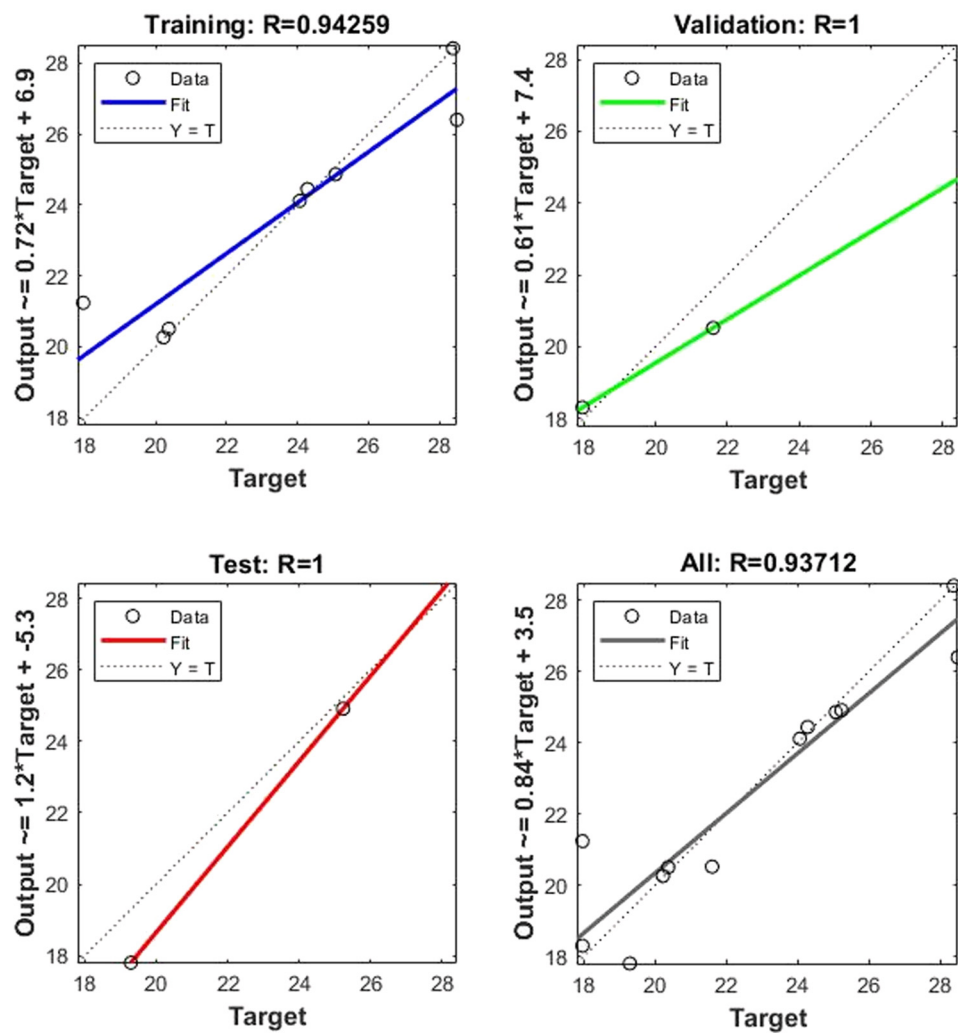 Training: R=0.94259
Output ~= 0.72*Target + 6.9
28
26
24
22
20
18
Data
Fit
Y = T
18 20 22 24 26 28
Target
Validation: R=1
Output ~= 0.61*Target + 7.4
28
26
24
22
20
18
Data
Fit
Y = T
18 20 22 24 26 28
Target
Test: R=1
Output ~= 1.2*Target + -5.3
28
26
24
22
20
18
Data
Fit
Y = T
18 20 22 24 26 28
Target
All: R=0.93712
Output ~= 0.84*Target + 3.5
28
26
24
22
20
18
Data
Fit
Y = T
18 20 22 24 26 28
Target